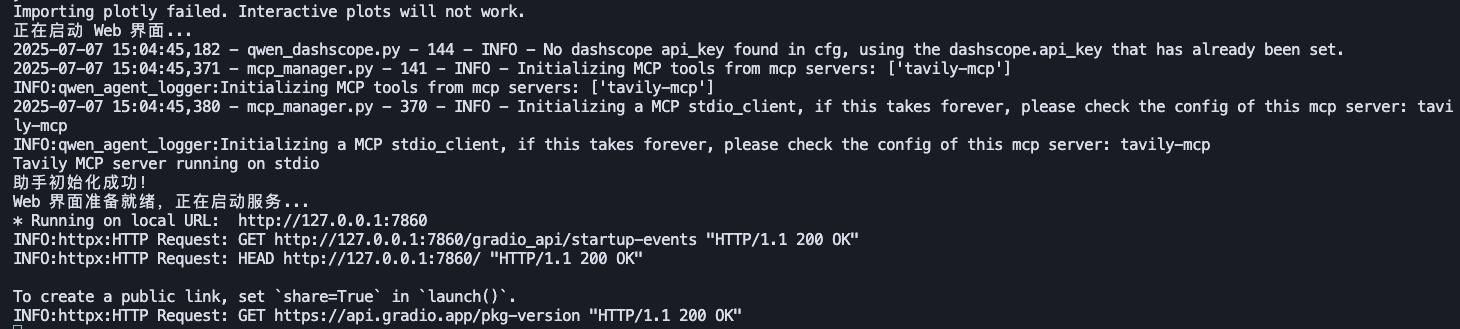 Importing plotly failed. Interactive plots will not work.
正在启动 Web 界面...
2025-07-07 15:04:45,182 - qwen_dashscope.py - 144 - INFO - No dashscope api_key found in cfg, using the dashscope.api_key that has already been set.
2025-07-07 15:04:45,371 - mcp_manager.py - 141 - INFO - Initializing MCP tools from mcp servers: ['tavily-mcp']
INFO:qwen_agent_logger:Initializing MCP tools from mcp servers: ['tavily-mcp']
2025-07-07 15:04:45,380 - mcp_manager.py - 370 - INFO - Initializing a MCP stdio_client, if this takes forever, please check the config of this mcp server: tavi
ly-mcp
INFO:qwen_agent_logger:Initializing a MCP stdio_client, if this takes forever, please check the config of this mcp server: tavily-mcp
Tavily MCP server running on stdio
助手初始化成功！
Web 界面准备就绪，正在启动服务...
* Running on local URL:  http://127.0.0.1:7860
INFO:httpx:HTTP Request: GET http://127.0.0.1:7860/gradio_api/startup-events "HTTP/1.1 200 OK"
INFO:httpx:HTTP Request: HEAD http://127.0.0.1:7860/ "HTTP/1.1 200 OK"
To create a public link, set `share=True` in `launch()`.
INFO:httpx:HTTP Request: GET https://api.gradio.app/pkg-version "HTTP/1.1 200 OK"